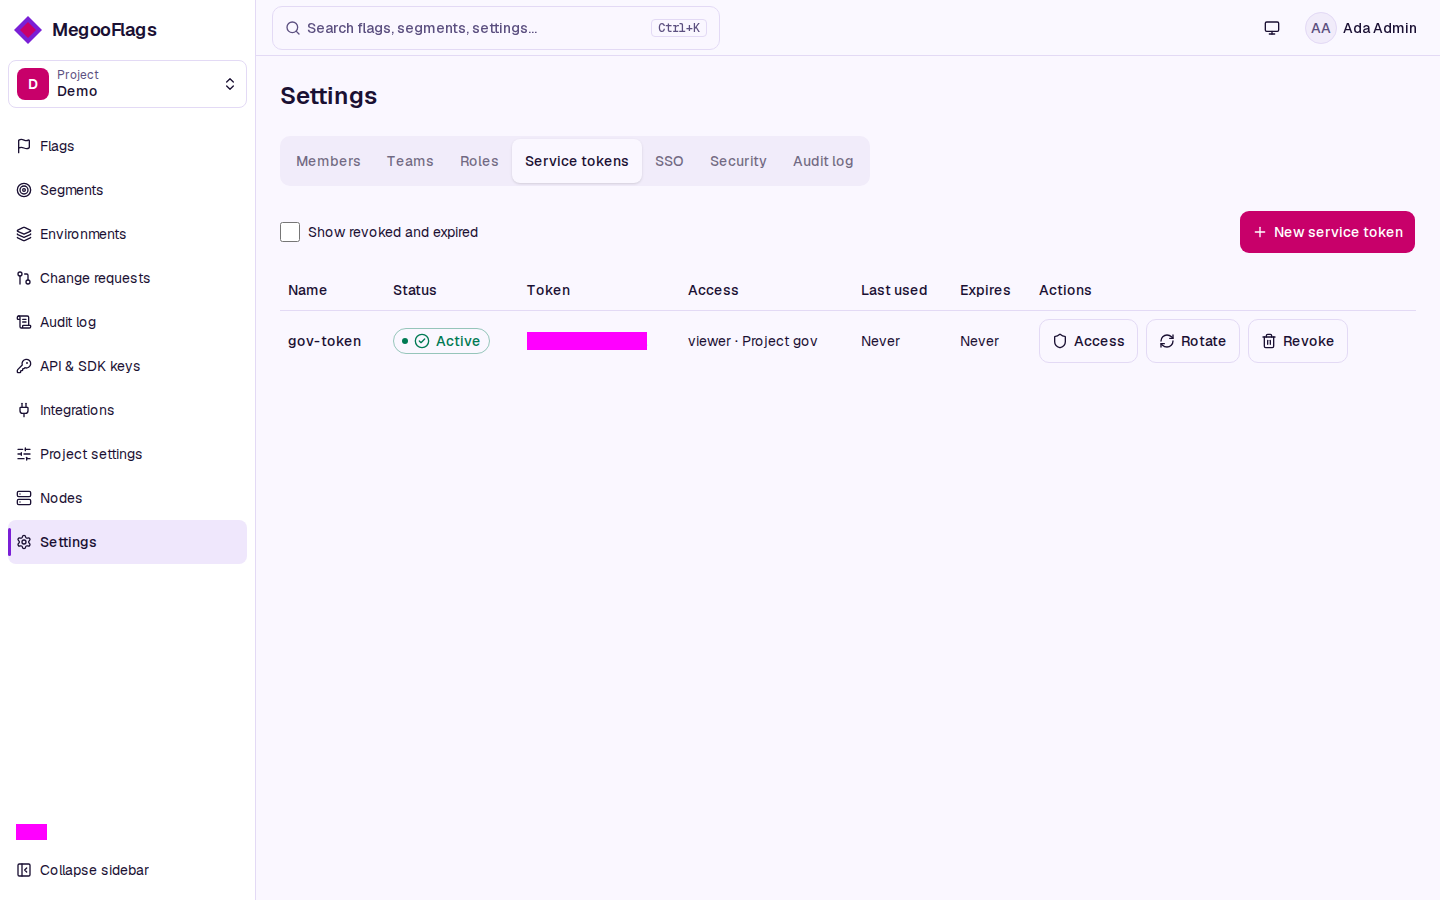 MegooFlags
Search flags, segments, settings...
Ctrl+K
AA
Ada Admin
D
Project
Demo
Flags
Segments
Environments
Change requests
Audit log
API & SDK keys
Integrations
Project settings
Nodes
Settings
Collapse sidebar
Settings
Members Teams Roles Service tokens SSO Security Audit log
Show revoked and expired
New service token
Name Status Token Access Last used Expires Actions
gov-token Active viewer · Project gov Never Never Access Rotate Revoke